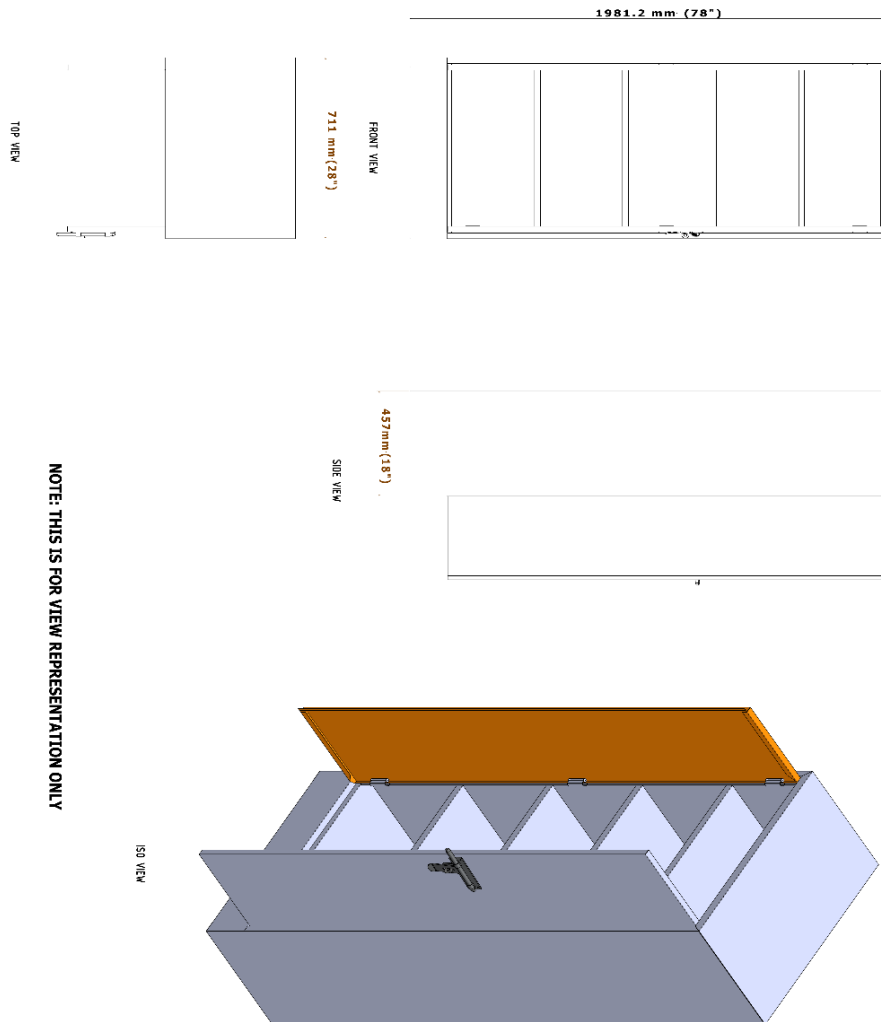 1981.2 mm (78")
FRONT VIEW
711 mm(28")
TOP VIEW
457mm(18")
SIDE VIEW
ISO VIEW
NOTE: THIS IS FOR VIEW REPRESENTATION ONLY